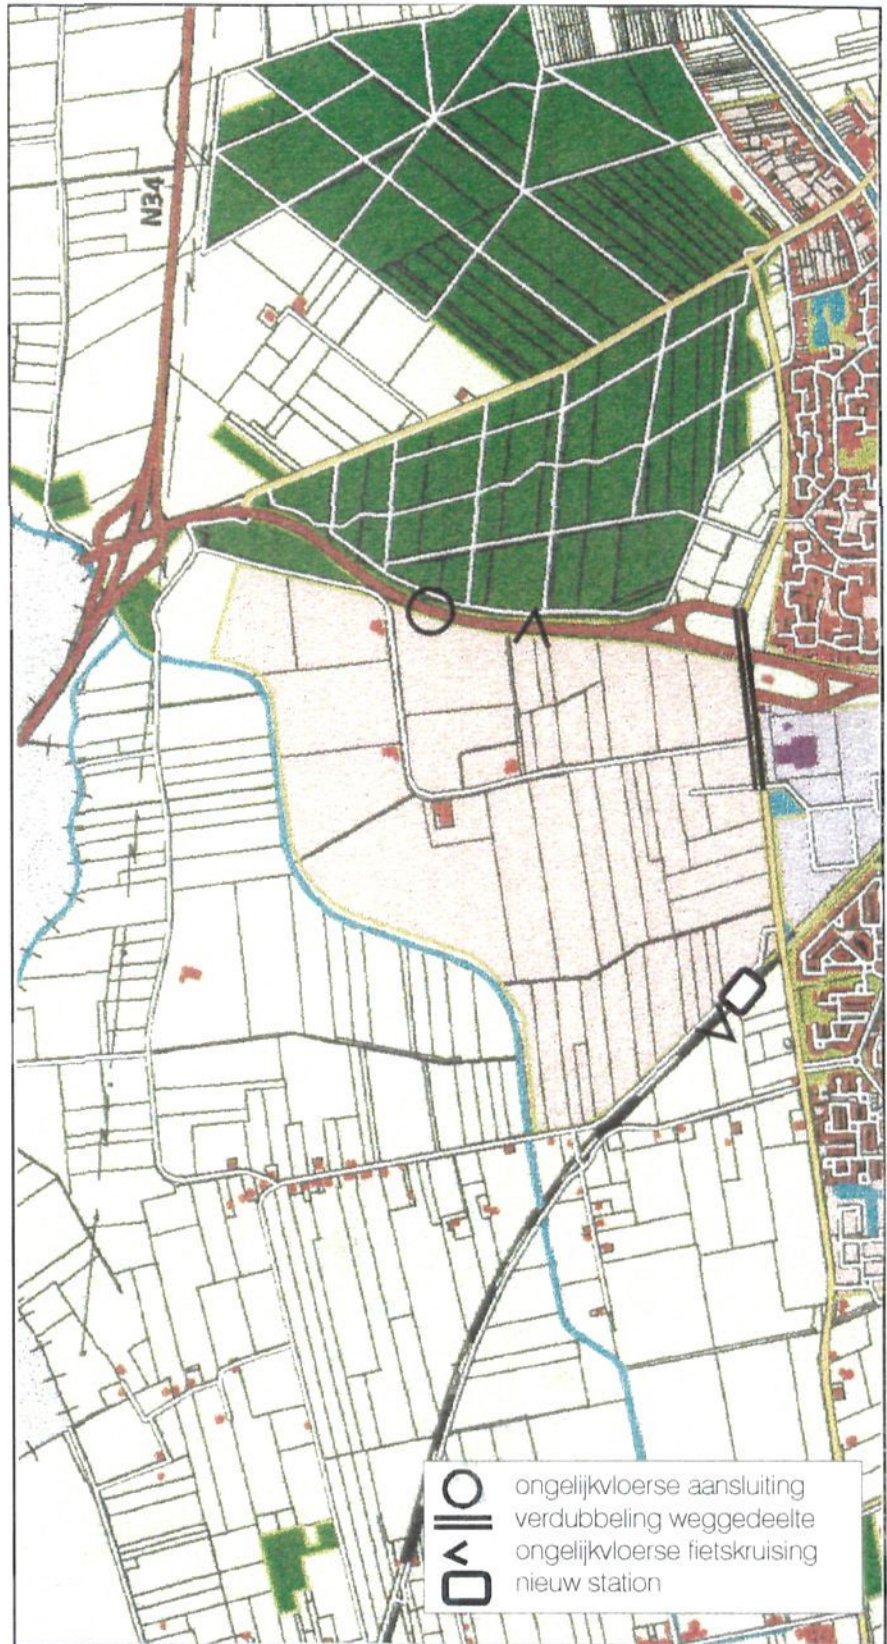 N34
ongelijkvloerse aansluiting
verdubbeling weggedeelte
ongelijkvloerse fietskruising
nieuw station